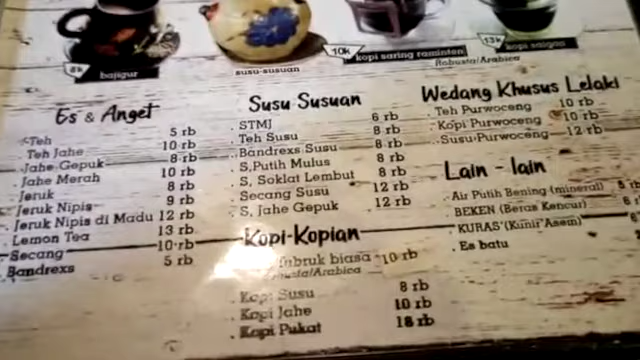 8k
bajigur
susu-susuan
10k
kopi saring raminten
Robusta/Arabica
13k
kopi saigon
Es & Anget
Teh 5 rb
Teh Jahe 10 rb
Jahe Gepuk 8 rb
Jahe Merah 10 rb
Jeruk 8 rb
Jeruk Nipis 9 rb
Jeruk Nipis di Madu 12 rb
Lemon Tea 13 rb
Secang 10 rb
Bandrexs 5 rb
Susu Susuan
STMJ 6 rb
Teh Susu 8 rb
Bandrexs Susu 8 rb
S,Putih Mulus 8 rb
S, Soklat Lembut 8 rb
Secang Susu 12 rb
S, Jahe Gepuk 12 rb
Kopi-Kopian
Tubruk biasa 10 rb
Robusta/Arabica
Kopi Susu 8 rb
Kopi Jahe 10 rb
Kopi Pukat 18 rb
Wedang Khusus Lelaki
Teh Purwoceng 10 rb
Kopi Purwoceng 10 rb
Susu Purwoceng 12 rb
Lain - lain
Air Putih Bening (mineral) 5 rb
BEKEN (Beras Kencur)
KURAS (Kunir Asem)
Es batu